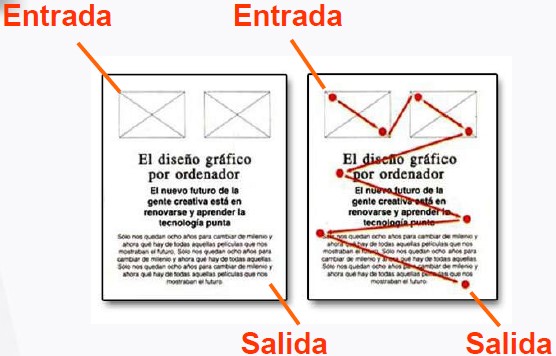 Entrada
Entrada
El diseño gráfico
por ordenador
El nuevo futuro de la
gente creativa está en
renovarse y aprender la
tecnología punta
Sólo nos quedan ocho años para cambiar de milenio y
ahora qué hay de todas aquellas películas que nos
mostraban el futuro. Sólo nos quedan ocho años para
cambiar de milenio y ahora qué hay de todas aquellas.
Sólo nos quedan ocho años para cambiar de milenio y
ahora qué hay de todas aquellas películas que nos
mostraban el futuro.
El diseño gráfico
por ordenador
El nuevo futuro de la
gente creativa está en
renovarse y aprender la
tecnología punta
nos quedan ocho años para cambiar de milenio y
ahora qué hay de todas aquellas películas que nos
mostraban el futuro. Sólo nos quedan ocho años para
cambiar de milenio y ahora qué hay de todas aquellas.
Sólo nos quedan ocho años para cambiar de milenio y
ahora qué hay de todas aquellas películas que nos
mostraban el futuro.
Salida
Salida